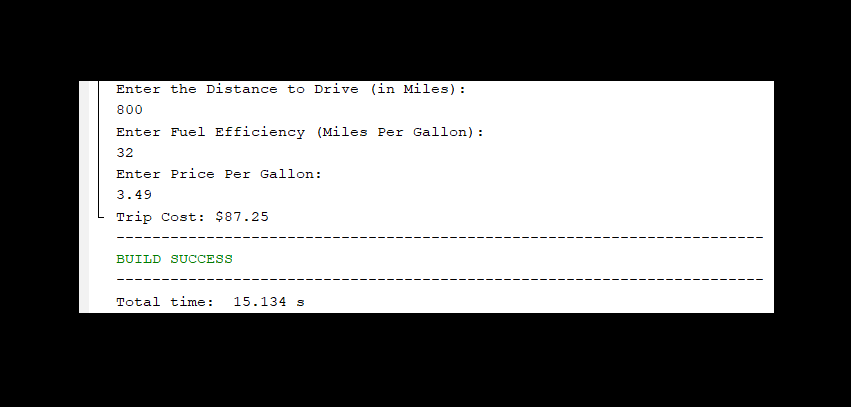 Enter the Distance to Drive (in Miles):
800
Enter Fuel Efficiency (Miles Per Gallon):
32
Enter Price Per Gallon:
3.49
Trip Cost: $87.25
------------------------------------------------------------------------
BUILD SUCCESS
------------------------------------------------------------------------
Total time:  15.134 s